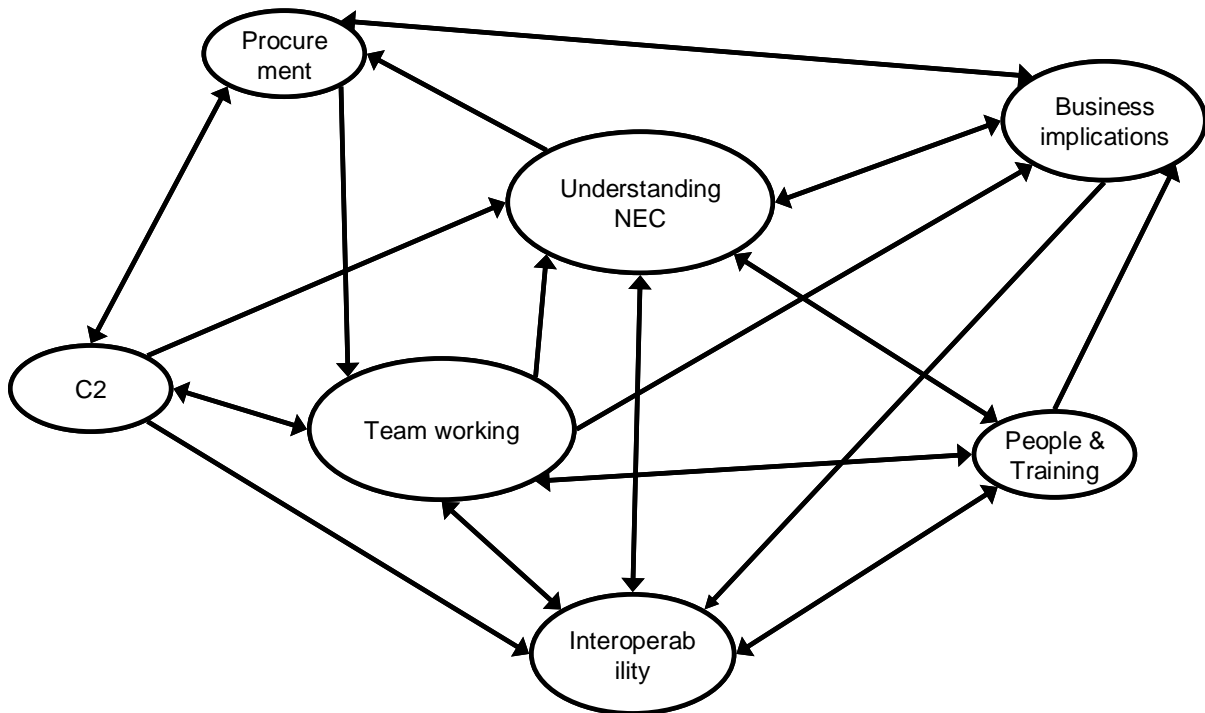 Procure
ment
Business
implications
Understanding
NEC
C2
Team working
People &
Training
Interoperab
ility